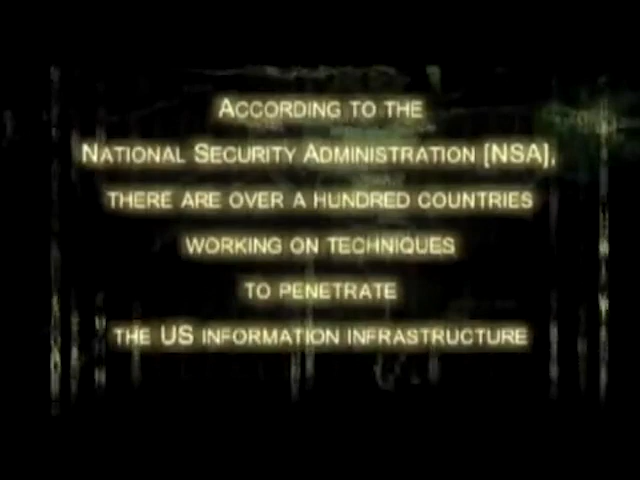 ACCORDING TO THE
NATIONAL SECURITY ADMINISTRATION [NSA],
THERE ARE OVER A HUNDRED COUNTRIES
WORKING ON TECHNIQUES
TO PENETRATE
THE US INFORMATION INFRASTRUCTURE